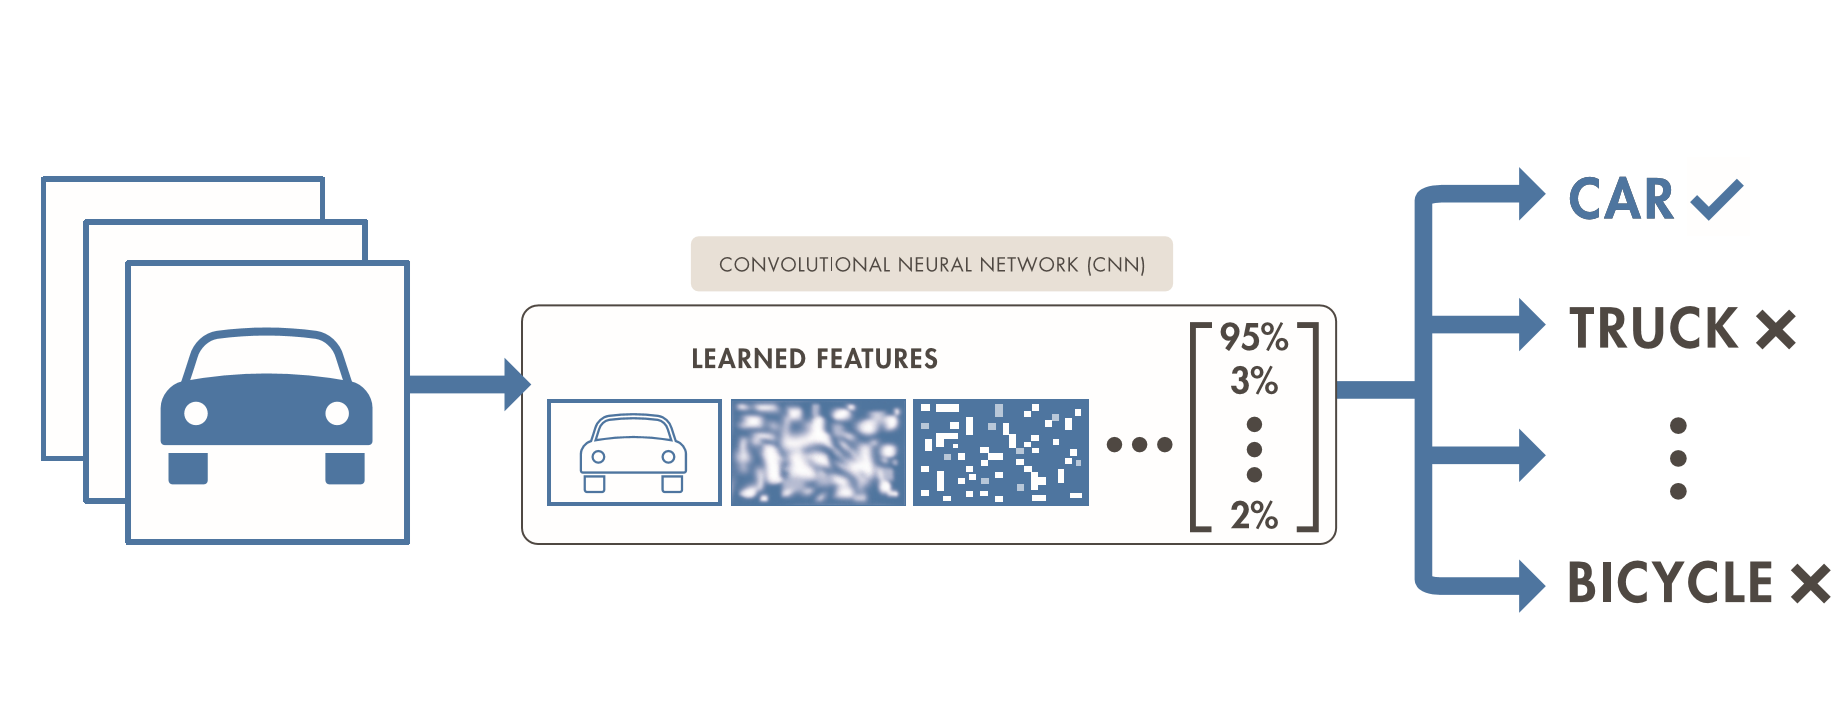 CONVOLUTIONAL NEURAL NETWORK (CNN)
LEARNED FEATURES
95%
3%
2%
CAR
TRUCK
BICYCLE